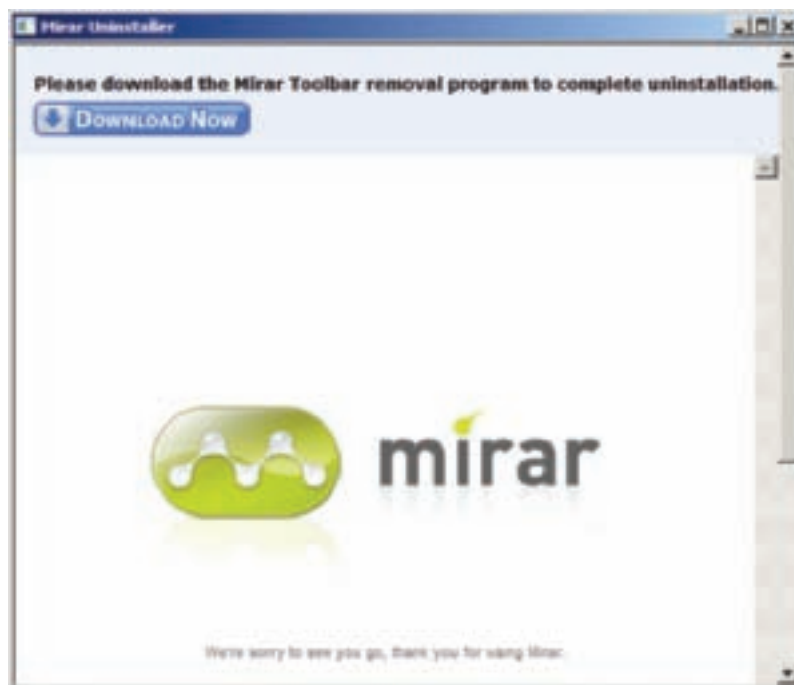 Mirar Uninstaller
Please download the Mirar Toolbar removal program to complete uninstallation.
Download Now
mirar
We're sorry to see you go, thank you for using Mirar.